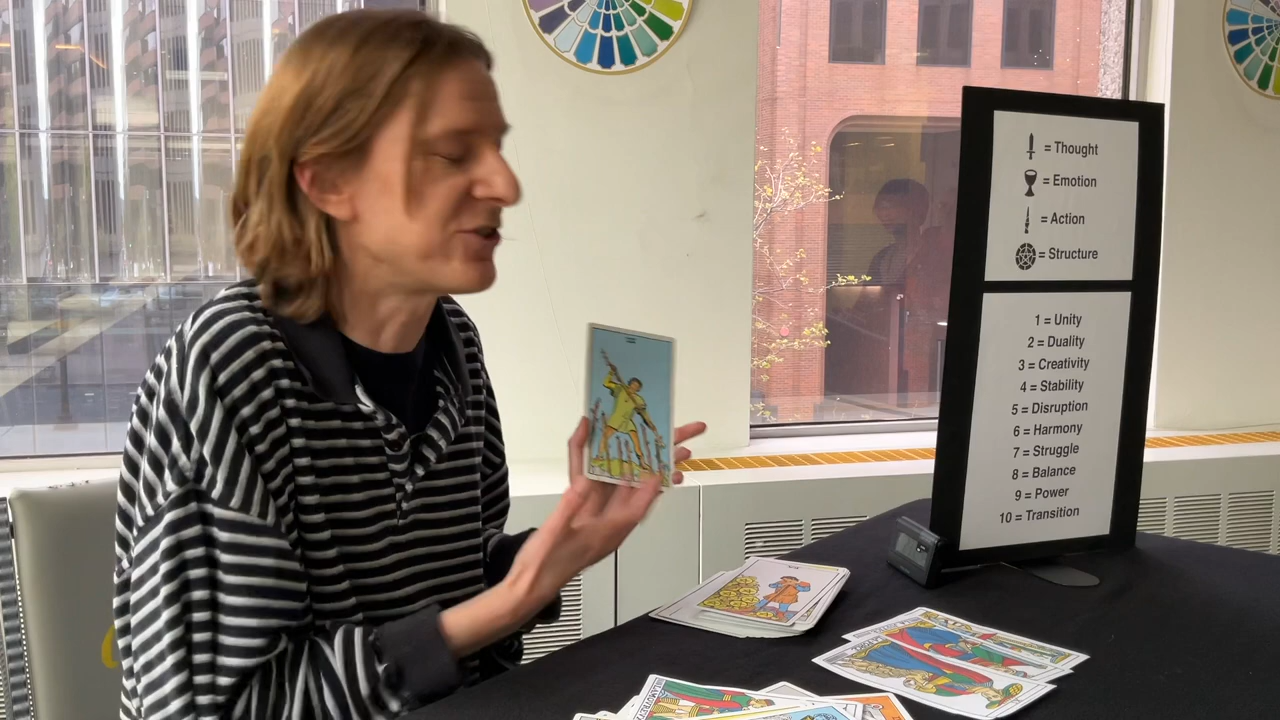 = Thought
= Emotion
= Action
= Structure
1 = Unity
2 = Duality
3 = Creativity
4 = Stability
5 = Disruption
6 = Harmony
7 = Struggle
8 = Balance
9 = Power
10 = Transition